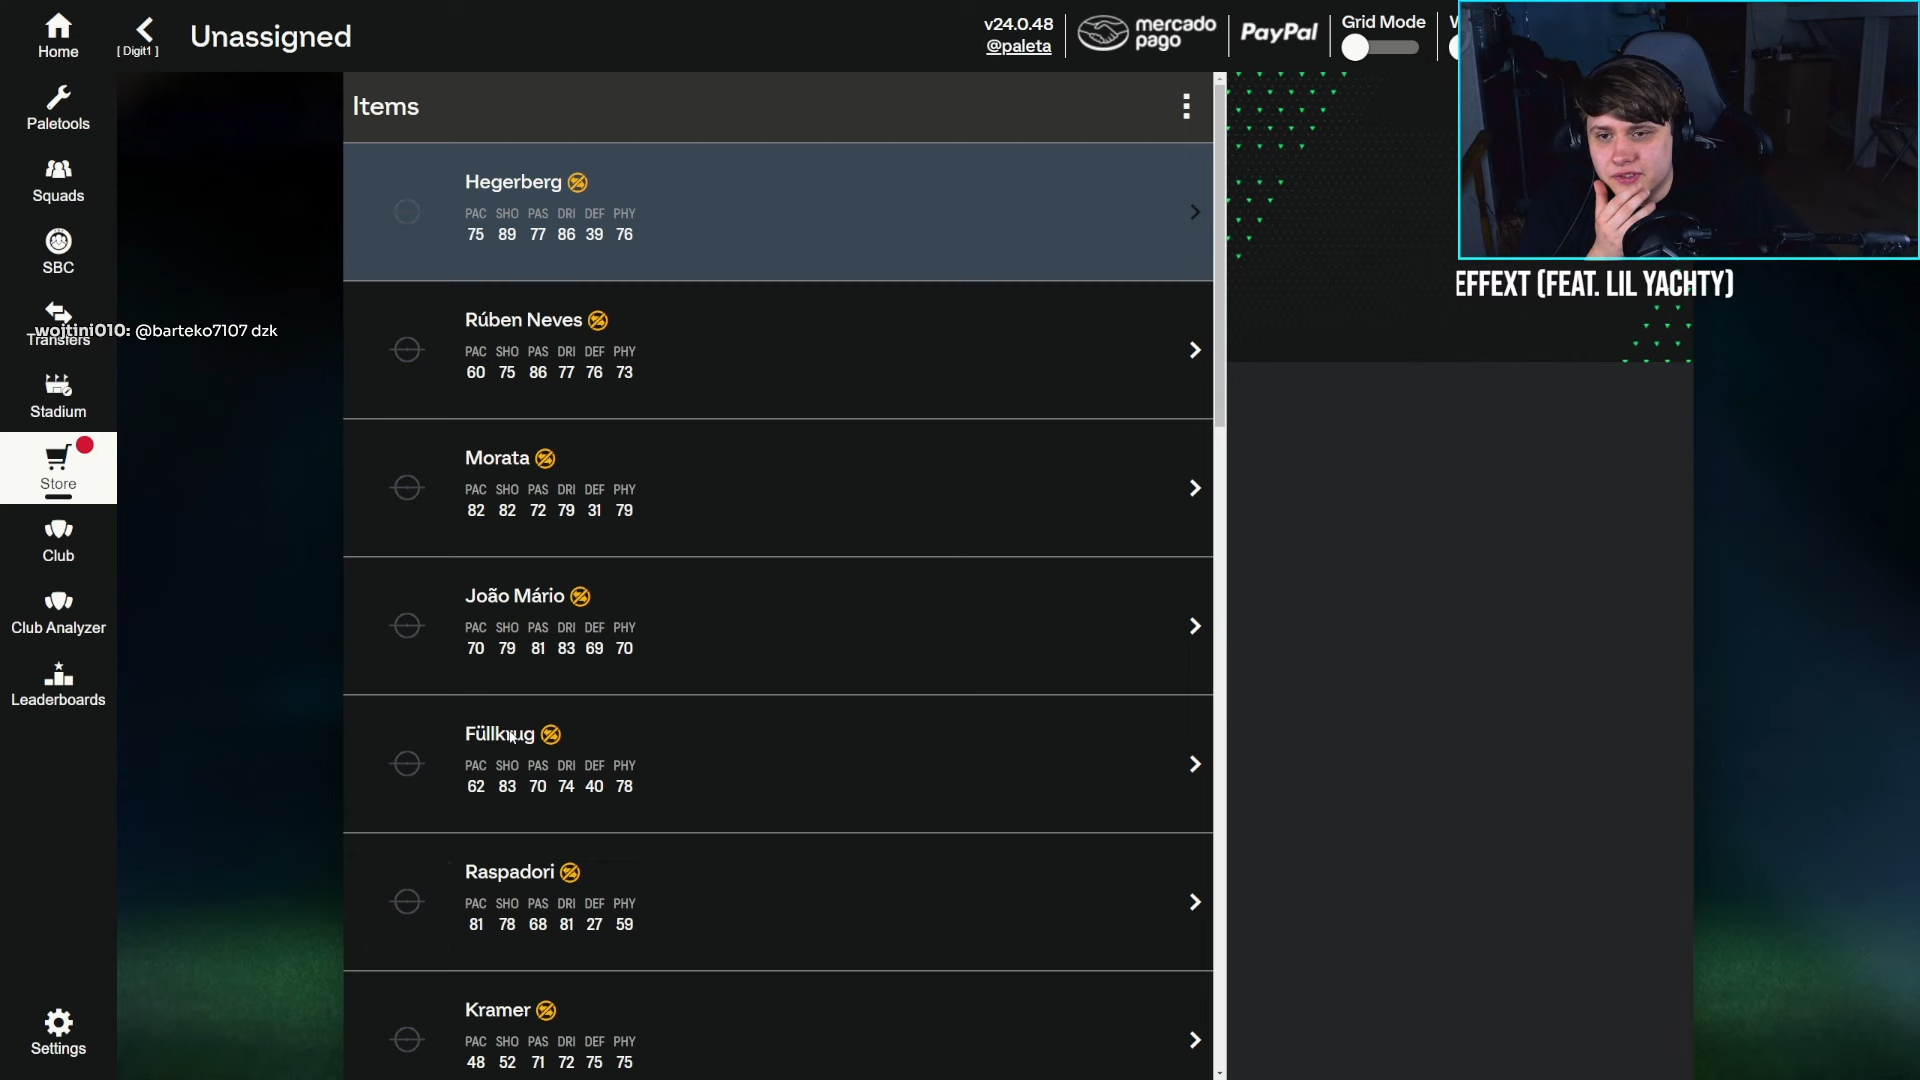 Home
[ Digit1 ]
Unassigned
v24.0.48
@paleta
mercado
pago
PayPal
Grid Mode
Paletools
Squads
SBC
Transfers
wojtini010: @barteko7107 dzk
Stadium
Store
Club
Club Analyzer
Leaderboards
Settings
Items
Hegerberg
PAC SHO PAS DRI DEF PHY
75 89 77 86 39 76
Rúben Neves
PAC SHO PAS DRI DEF PHY
60 75 86 77 76 73
Morata
PAC SHO PAS DRI DEF PHY
82 82 72 79 31 79
João Mário
PAC SHO PAS DRI DEF PHY
70 79 81 83 69 70
Füllkrug
PAC SHO PAS DRI DEF PHY
62 83 70 74 40 78
Raspadori
PAC SHO PAS DRI DEF PHY
81 78 68 81 27 59
Kramer
PAC SHO PAS DRI DEF PHY
48 52 71 72 75 75
EFFEXT (FEAT. LIL YACHTY)